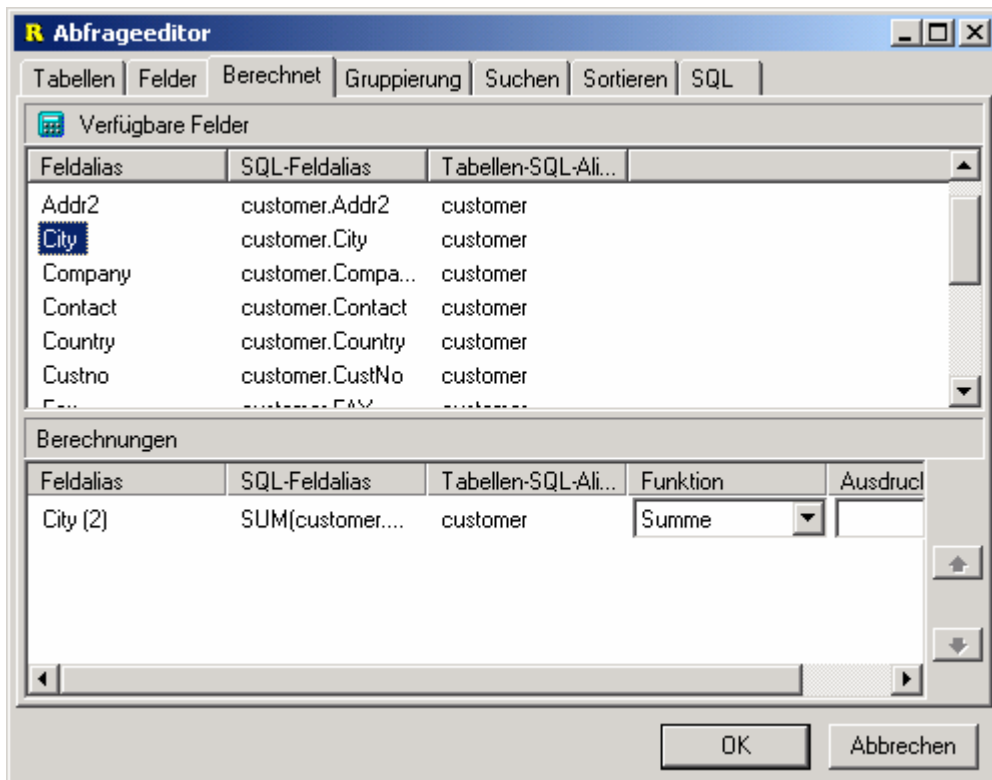 R Abfrageeditor
Tabellen Felder Berechnet Gruppierung Suchen Sortieren SQL
Verfügbare Felder
Feldalias SQL-Feldalias Tabellen-SQL-Ali...
Addr2 customer.Addr2 customer
City customer.City customer
Company customer.Compa... customer
Contact customer.Contact customer
Country customer.Country customer
Custno customer.CustNo customer
Berechnungen
Feldalias SQL-Feldalias Tabellen-SQL-Ali... Funktion Ausdruck
City (2) SUM(customer.... customer Summe
OK Abbrechen